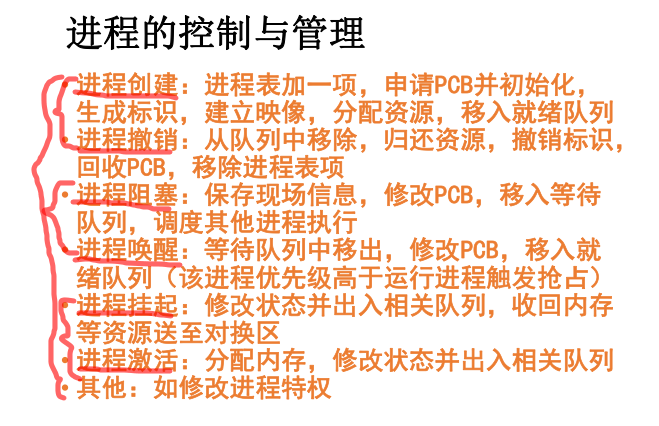 进程的控制与管理
• 进程创建：进程表加一项，申请PCB并初始化，
生成标识，建立映像，分配资源，移入就绪队列
• 进程撤销：从队列中移除，归还资源，撤销标识，
回收PCB，移除进程表项
• 进程阻塞：保存现场信息，修改PCB，移入等待
队列，调度其他进程执行
• 进程唤醒：等待队列中移出，修改PCB，移入就
绪队列（该进程优先级高于运行进程触发抢占）
• 进程挂起：修改状态并出入相关队列，收回内存
等资源送至对换区
• 进程激活：分配内存，修改状态并出入相关队列
• 其他：如修改进程特权